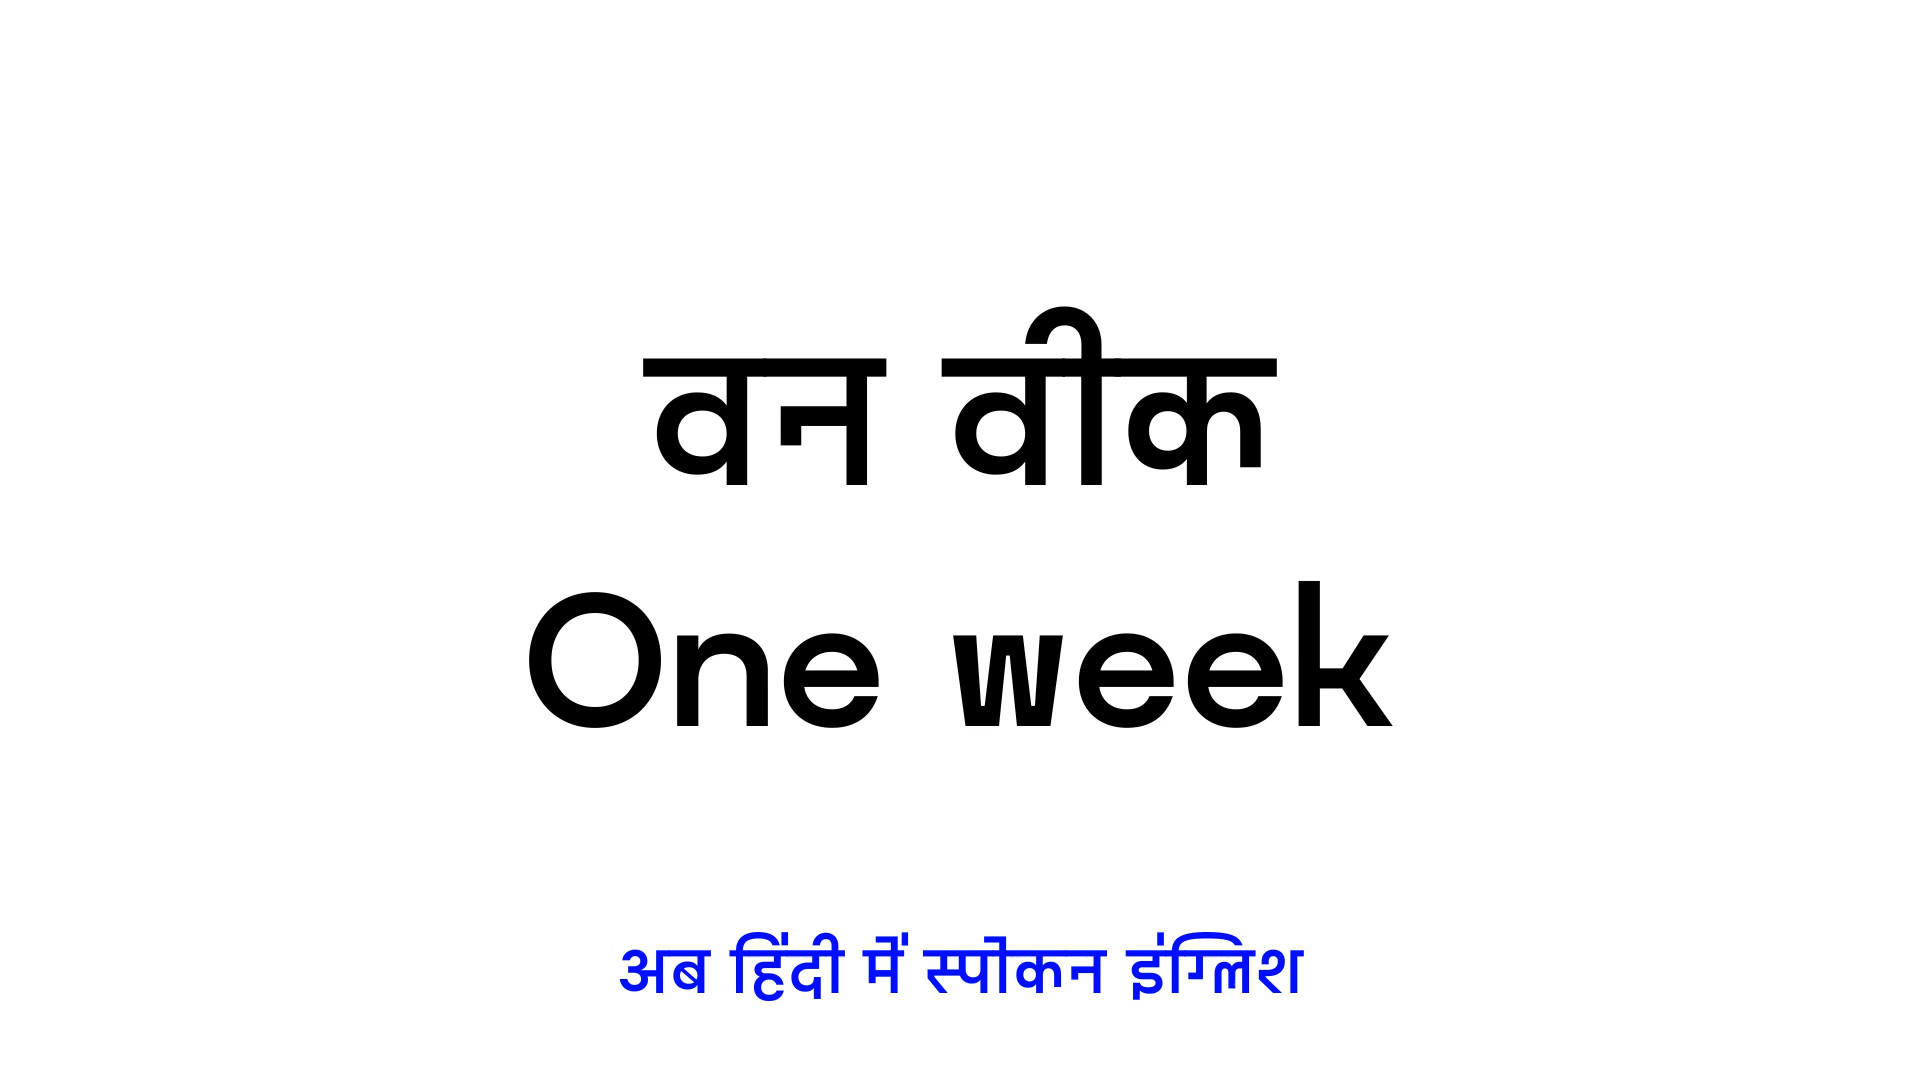 वन वीक
One week
अब हिंदी में स्पोकन इंग्लिश